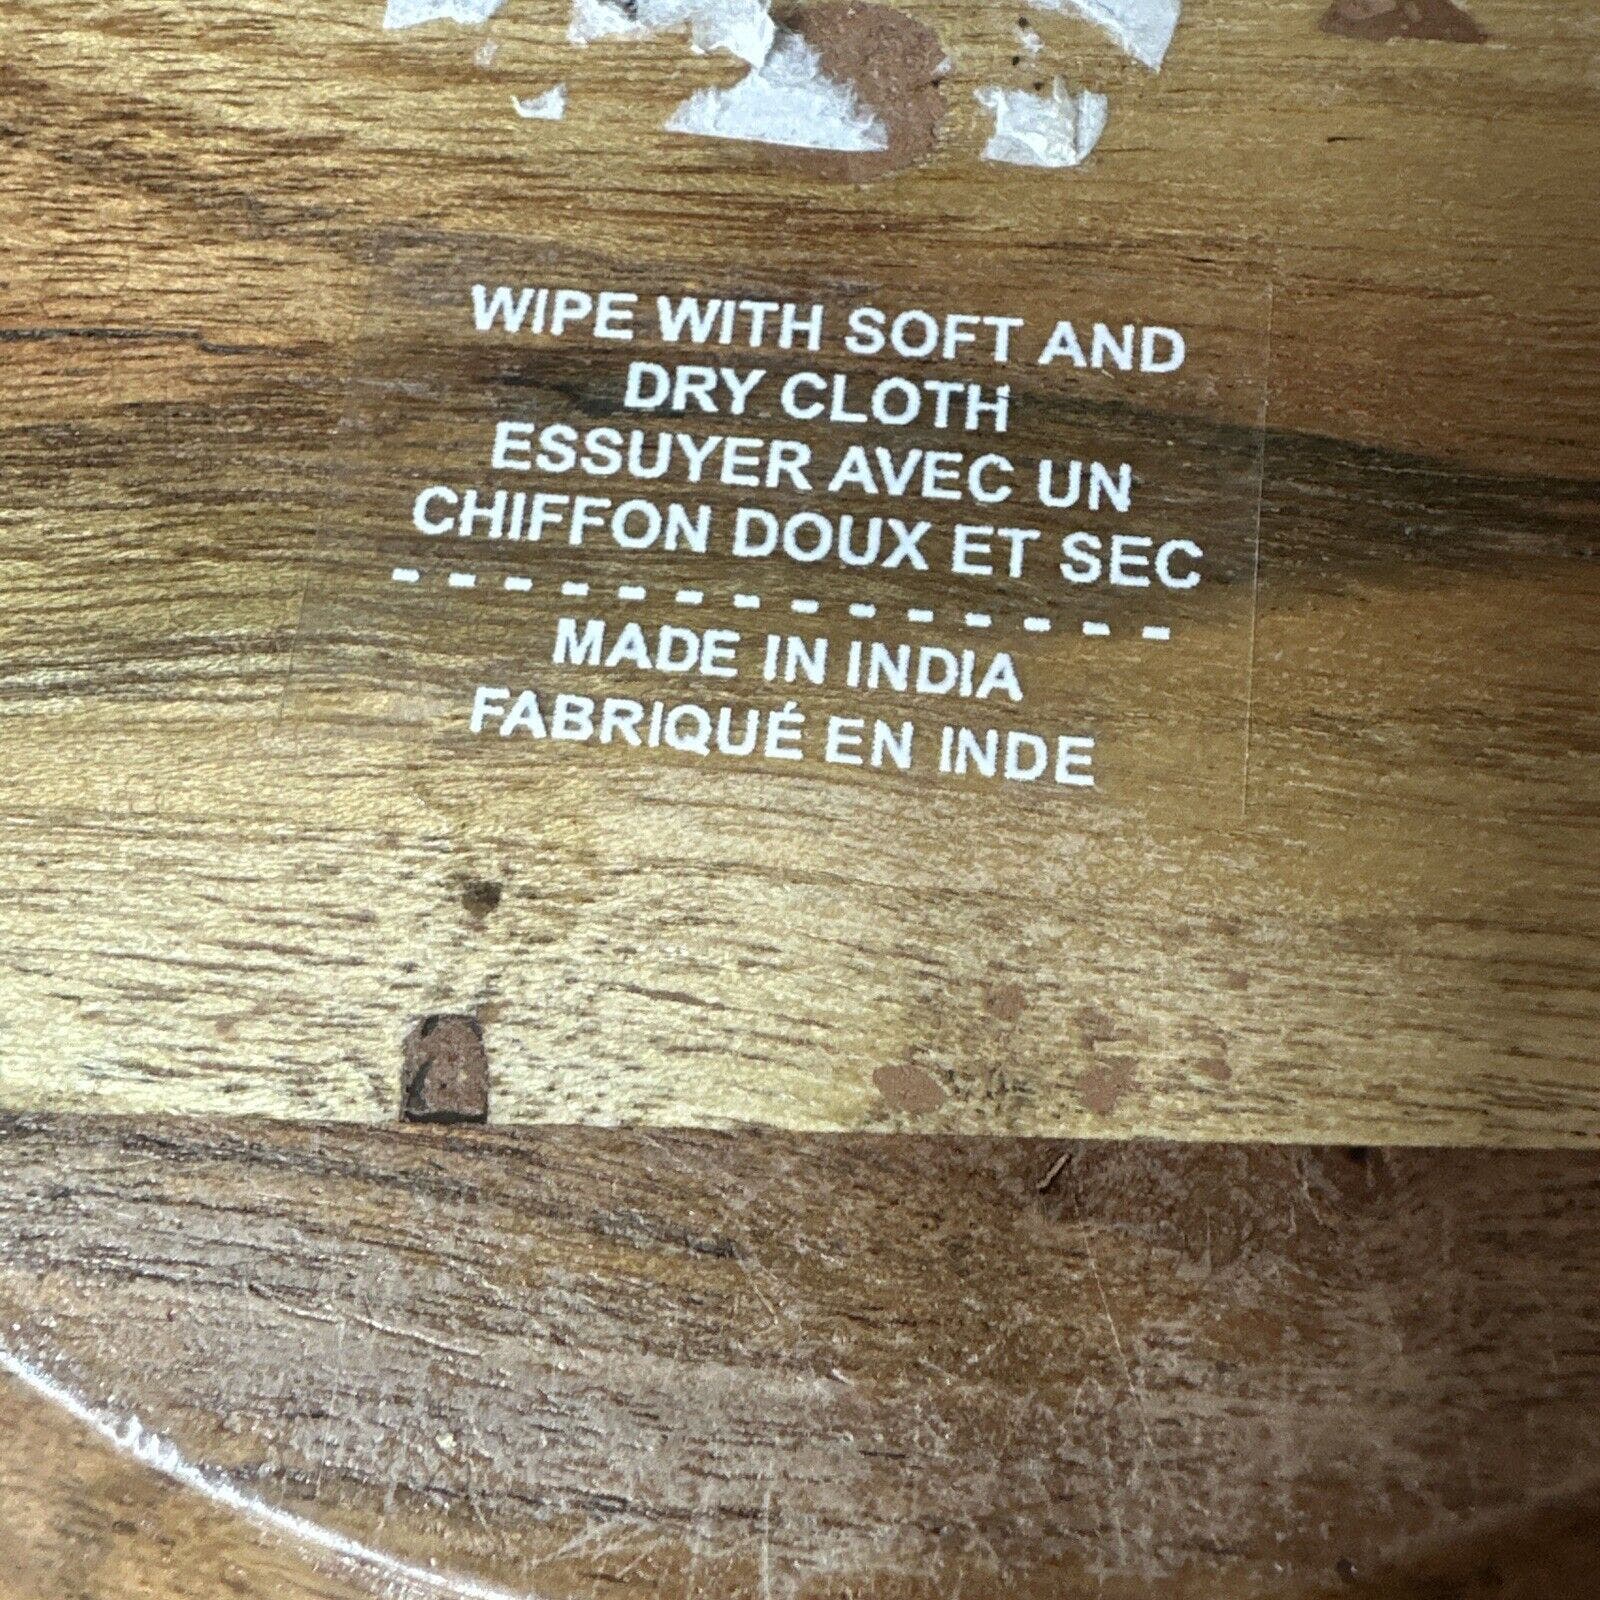 WIPE WITH SOFT AND
DRY CLOTH
ESSUYER AVEC UN
CHIFFON DOUX ET SEC
- - - - - - - - - - - - - -
MADE IN INDIA
FABRIQUÉ EN INDE